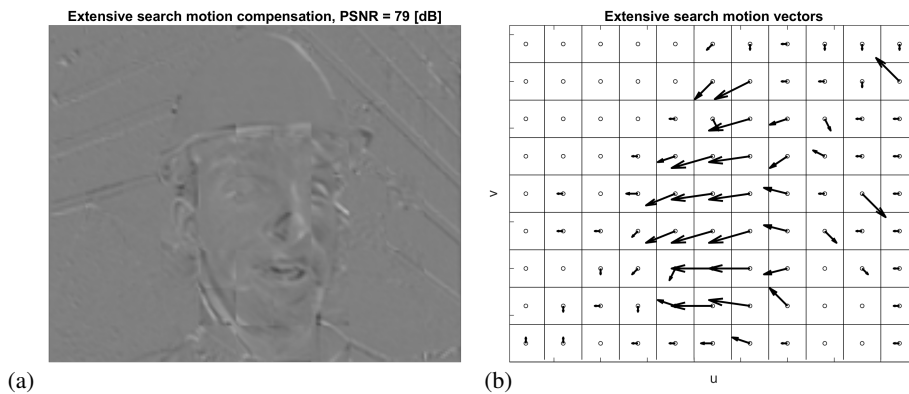 Extensive search motion compensation, PSNR = 79 [dB]
(a)
Extensive search motion vectors
v
u
(b)